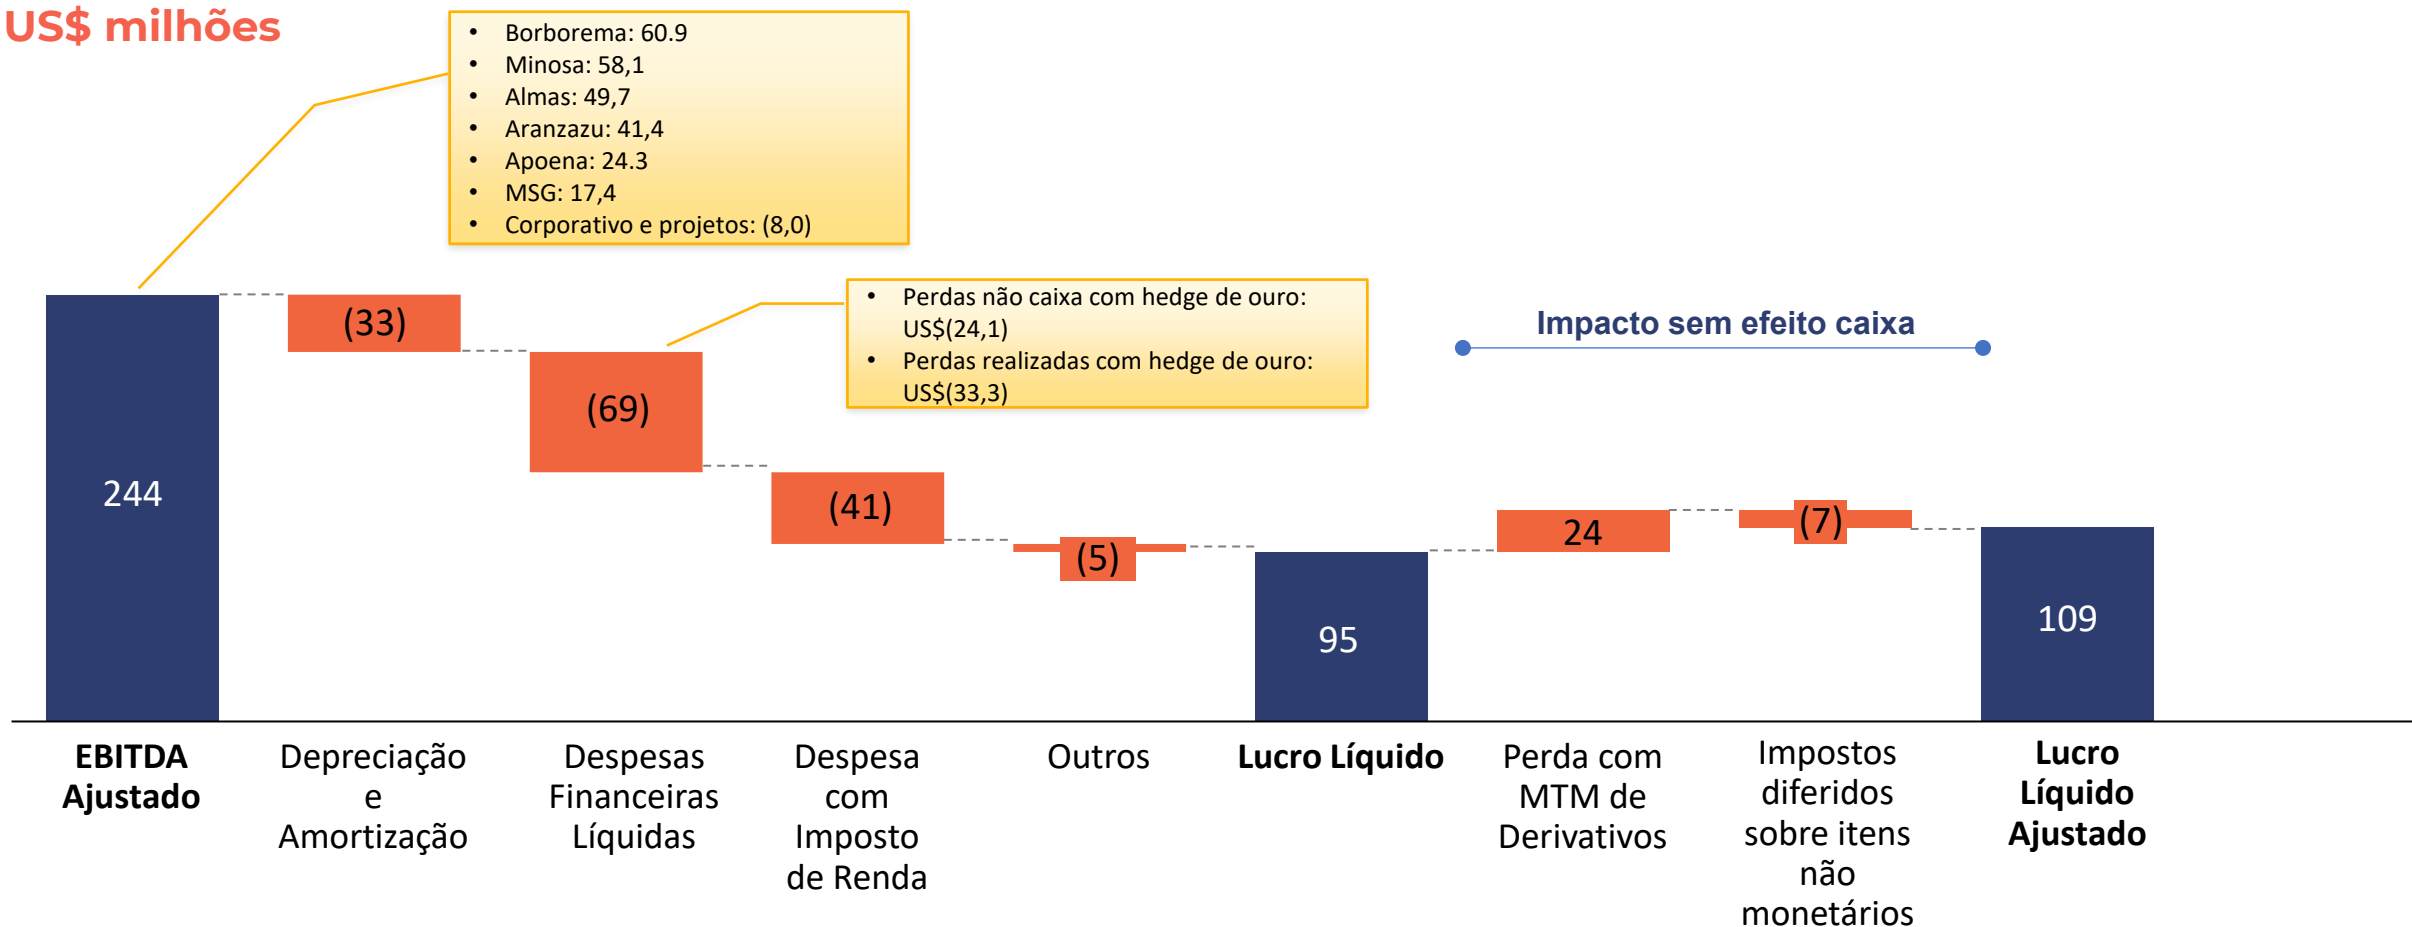 US$ milhões
• Borborema: 60.9
• Minosa: 58,1
• Almas: 49,7
• Aranzazu: 41,4
• Apoena: 24.3
• MSG: 17,4
• Corporativo e projetos: (8,0)
• Perdas não caixa com hedge de ouro:
US$(24,1)
• Perdas realizadas com hedge de ouro:
US$(33,3)
Impacto sem efeito caixa
244
(33)
(69)
(41)
(5)
95
24
(7)
109
EBITDA
Ajustado
Depreciação
e
Amortização
Despesas
Financeiras
Líquidas
Despesa
com
Imposto
de Renda
Outros
Lucro Líquido
Perda com
MTM de
Derivativos
Impostos
diferidos
sobre itens
não
monetários
Lucro
Líquido
Ajustado